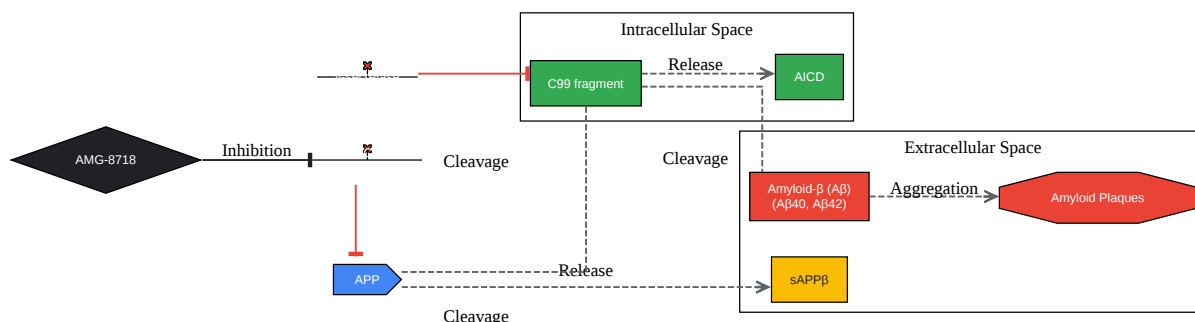 Intracellular Space
Release
C99 fragment
AICD
AMG-8718
Inhibition
Cleavage
Cleavage
Extracellular Space
Amyloid-β (Aβ)
(Aβ40, Aβ42)
Aggregation
Amyloid Plaques
APP
Release
sAPPβ
Cleavage